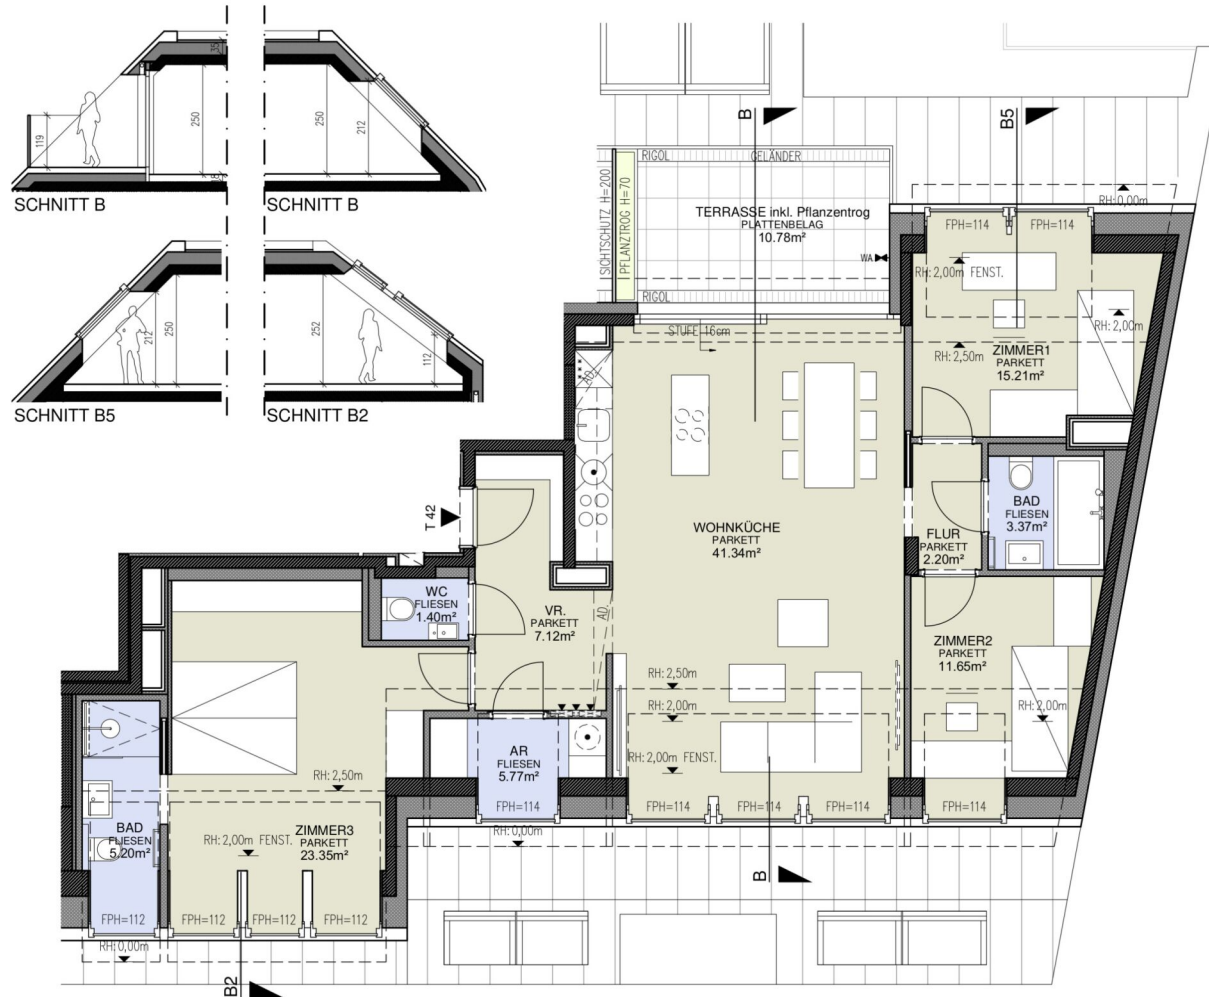 35
119
250
250
212
18
SCHNITT B
SCHNITT B
212
250
252
112
SCHNITT B5
SCHNITT B2
B
B5
RIGOL
GELÄNDER
SICHTSCHUTZ H=200
PFLANZTROG H=70
TERRASSE inkl. Pflanzentrog
PLATTENBELAG
10.78m²
WA
RIGOL
STUFE 16cm
RH:0,00m
FPH=114
FPH=114
RH:2,00m FENST.
RH:2,00m
RH:2,50m
ZIMMER1
PARKETT
15.21m²
T 42
WOHNKÜCHE
PARKETT
41.34m²
FLUR
PARKETT
2.20m²
BAD
FLIESEN
3.37m²
WC
FLIESEN
1.40m²
VR.
PARKETT
7.12m²
AD.
ZIMMER2
PARKETT
11.65m²
RH:2,50m
RH:2,00m
RH:2,00m
RH:2,00m FENST.
AR
FLIESEN
5.77m²
RH:2,50m
FPH=114
FPH=114
FPH=114
FPH=114
FPH=114
RH:0,00m
BAD
FLIESEN
5.20m²
RH:2,00m FENST.
ZIMMER3
PARKETT
23.35m²
B
FPH=112
FPH=112
FPH=112
FPH=112
RH:0,00m
B2